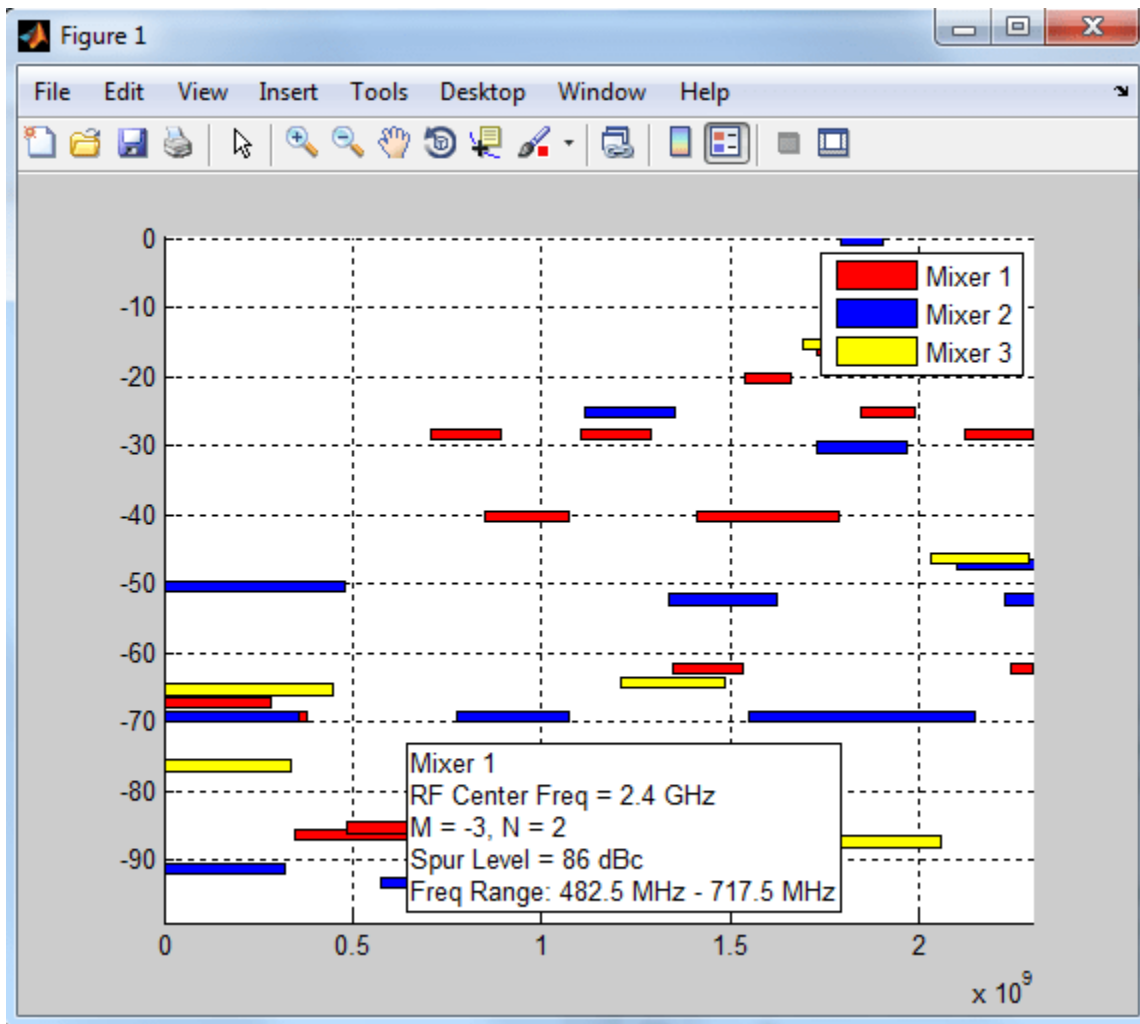 Figure 1
File Edit View Insert Tools Desktop Window Help
0
-10
-20
-30
-40
-50
-60
-70
-80
-90
Mixer 1
Mixer 2
Mixer 3
Mixer 1
RF Center Freq = 2.4 GHz
M = -3, N = 2
Spur Level = 86 dBc
Freq Range: 482.5 MHz - 717.5 MHz
0 0.5 1 1.5 2
x 10⁹